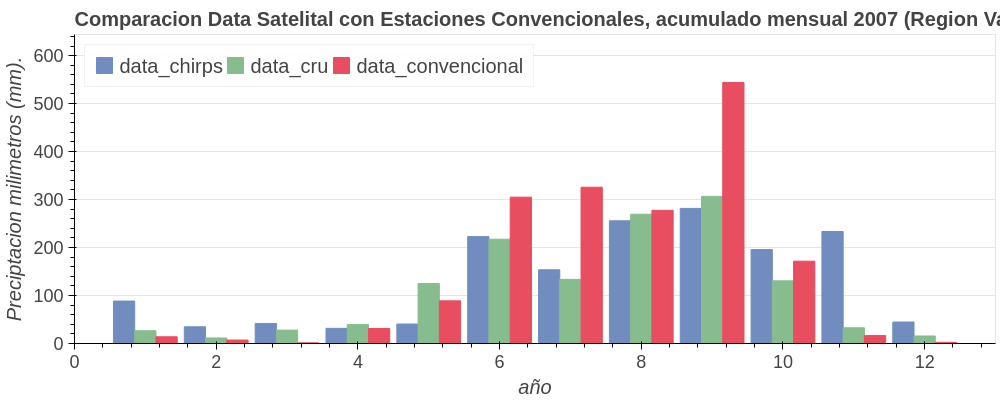 Comparacion Data Satelital con Estaciones Convencionales, acumulado mensual 2007 (Region Va
data_chirps data_cru data_convencional
Preciptacion milimetros (mm).
600
500
400
300
200
100
0
0 2 4 6 8 10 12
año